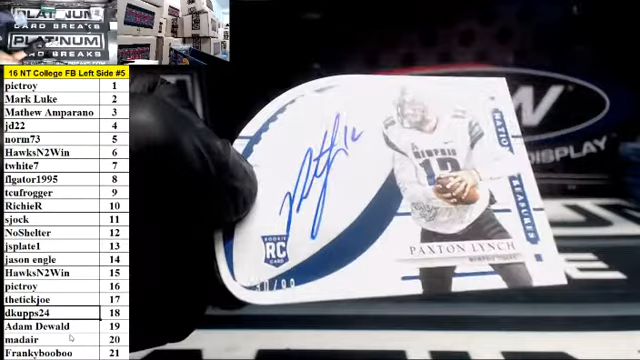 PLATINUM
CARD BREAKS
PLATINUM
CARD BREAKS
16 NT College FB Left Side #5
pictroy 1
Mark Luke 2
Mathew Amparano 3
jd22 4
norm73 5
HawksN2Win 6
twhite7 7
flgator1995 8
tcufrogger 9
RichieR 10
sjock 11
NoShelter 12
jsplate1 13
jason engle 14
HawksN2Win 15
pictroy 16
thetickjoe 17
dkupps24 18
Adam Dewald 19
madair 20
Frankybooboo 21
MEMPHIS
12
NATIO
TREASURES
ROOKIE
RC
CARD
PAXTON LYNCH
DISPLAY